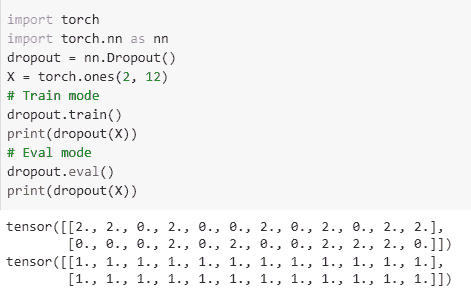 import torch
import torch.nn as nn
dropout = nn.Dropout()
X = torch.ones(2, 12)
# Train mode
dropout.train()
print(dropout(X))
# Eval mode
dropout.eval()
print(dropout(X))
tensor([[2., 2., 0., 2., 0., 0., 2., 0., 2., 0., 2., 2.],
        [0., 0., 0., 2., 0., 2., 0., 0., 2., 2., 2., 0.]])
tensor([[1., 1., 1., 1., 1., 1., 1., 1., 1., 1., 1., 1.],
        [1., 1., 1., 1., 1., 1., 1., 1., 1., 1., 1., 1.]])